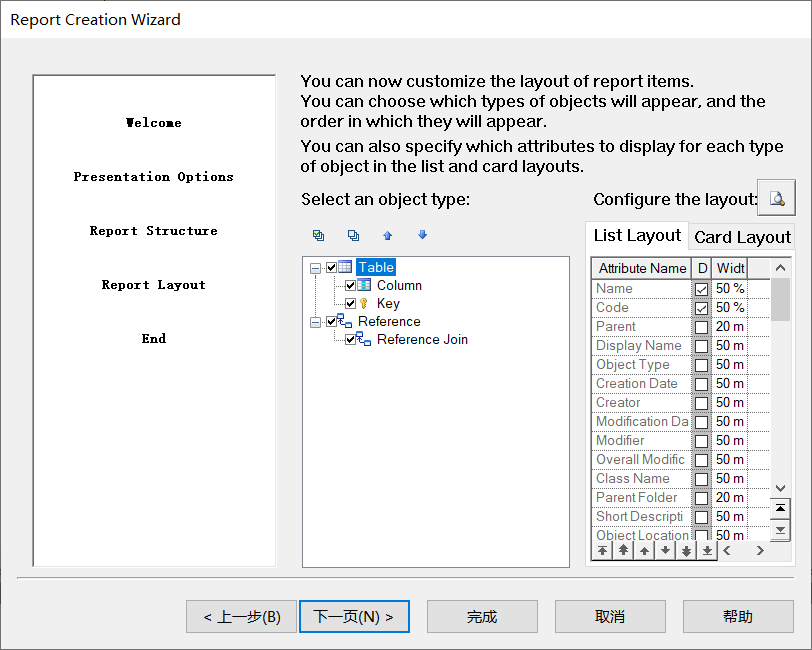 Report Creation Wizard
Welcome
Presentation Options
Report Structure
Report Layout
End
You can now customize the layout of report items.
You can choose which types of objects will appear, and the
order in which they will appear.
You can also specify which attributes to display for each type
of object in the list and card layouts.
Select an object type:
Configure the layout:
Table
Column
Key
Reference
Reference Join
List Layout
Card Layout
Attribute Name D Widt
Name 50 %
Code 50 %
Parent 20 m
Display Name 50 m
Object Type 50 m
Creation Date 50 m
Creator 50 m
Modification Da 50 m
Modifier 50 m
Overall Modific 50 m
Class Name 50 m
Parent Folder 20 m
Short Descripti 50 m
Object Location 50 m
< 上一步(B)
下一页(N) >
完成
取消
帮助